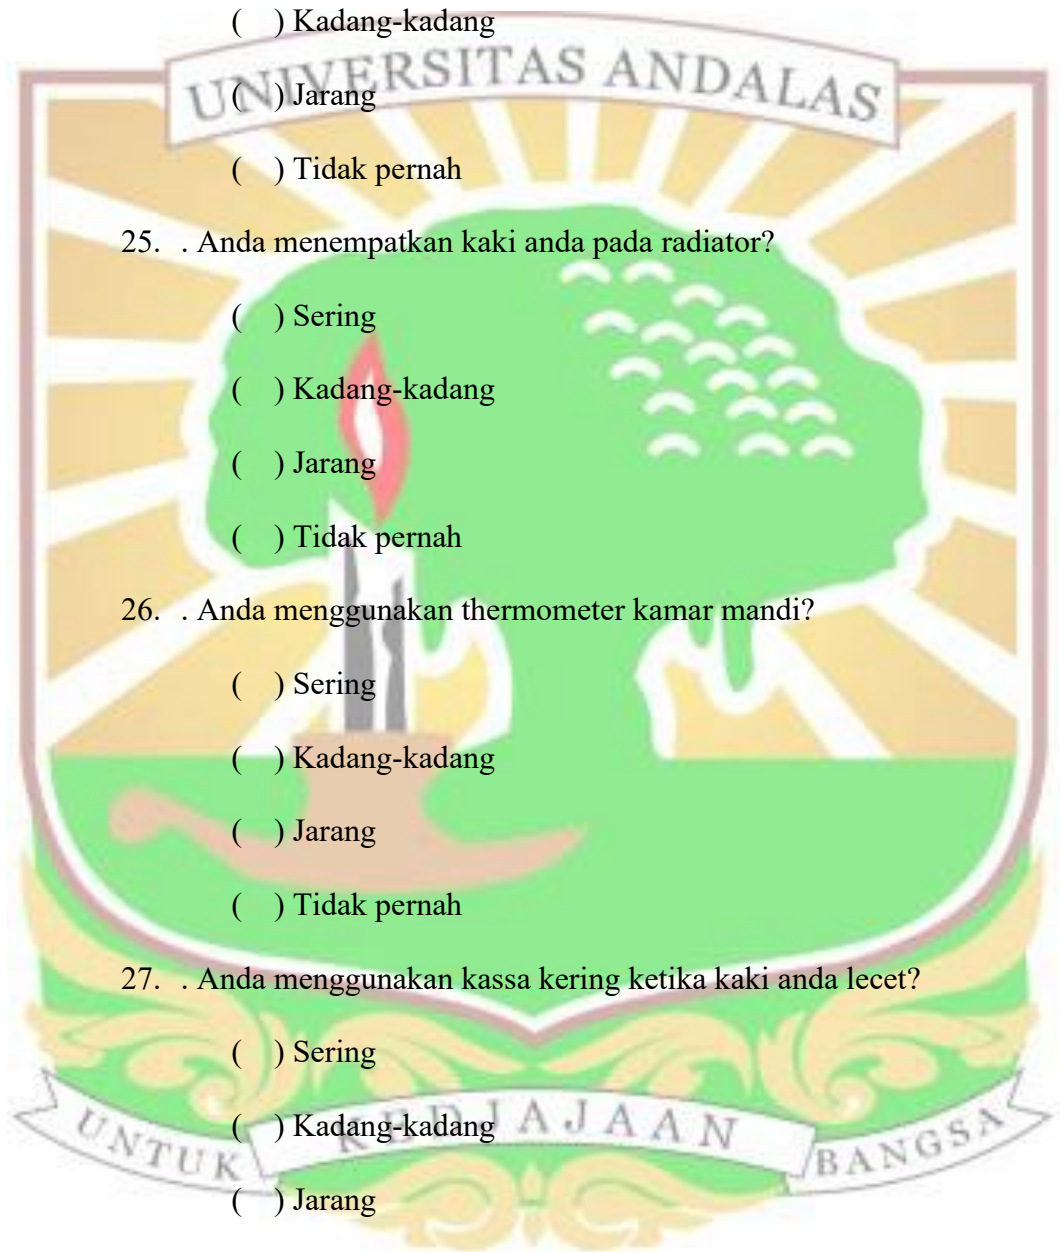 ( ) Kadang-kadang
UNIVERSITAS ANDALAS
( ) Jarang
( ) Tidak pernah
25. . Anda menempatkan kaki anda pada radiator?
( ) Sering
( ) Kadang-kadang
( ) Jarang
( ) Tidak pernah
26. . Anda menggunakan thermometer kamar mandi?
( ) Sering
( ) Kadang-kadang
( ) Jarang
( ) Tidak pernah
27. . Anda menggunakan kassa kering ketika kaki anda lecet?
( ) Sering
UNTUK KEDJAJAAN BANGSA
( ) Kadang-kadang
( ) Jarang